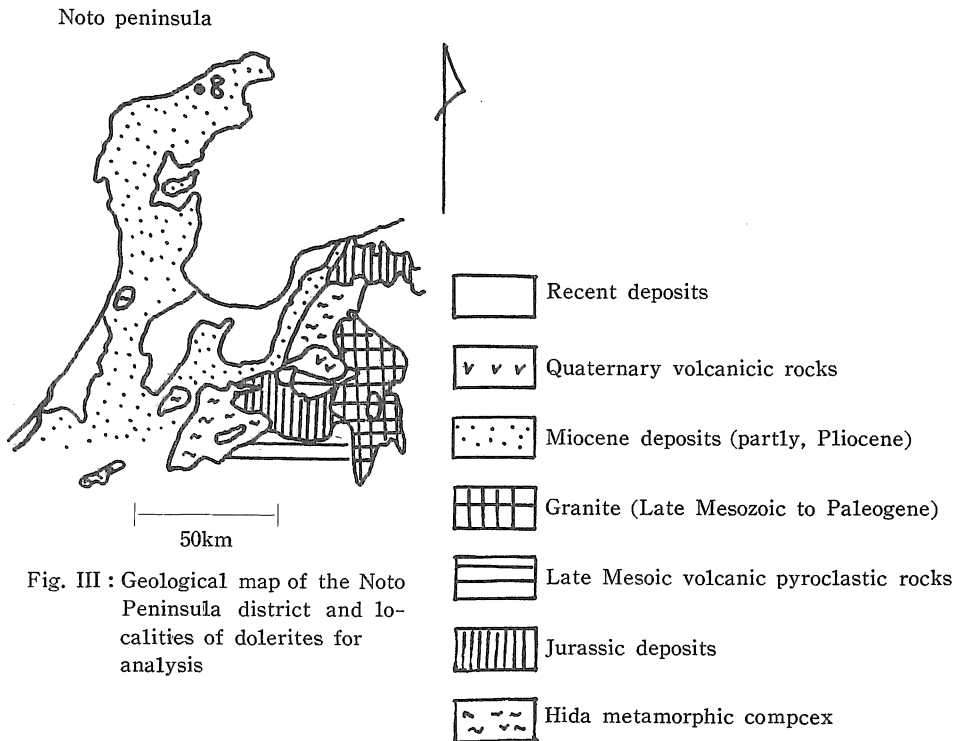 Noto peninsula
Recent deposits
v v v Quaternary volcanicic rocks
Miocene deposits (partly, Pliocene)
Granite (Late Mesozoic to Paleogene)
50km
Late Mesoic volcanic pyroclastic rocks
Fig. III : Geological map of the Noto
Peninsula district and lo-
calities of dolerites for
analysis
Jurassic deposits
Hida metamorphic compcex